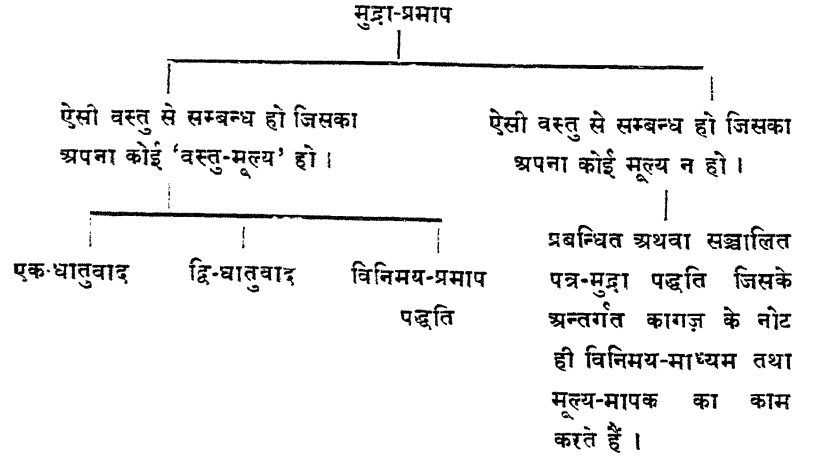 मुद्रा-प्रमाप
ऐसी वस्तु से सम्बन्ध हो जिसका
अपना कोई ‘वस्तु-मूल्य’ हो ।
ऐसी वस्तु से सम्बन्ध हो जिसका
अपना कोई मूल्य न हो ।
एक-धातुवाद
द्वि-धातुवाद
विनिमय-प्रमाप
पद्धति
प्रबन्धित अथवा सञ्चालित
पत्र-मुद्रा पद्धति जिसके
अन्तर्गत कागज़ के नोट
ही विनिमय-माध्यम तथा
मूल्य-मापक का काम
करते हैं ।